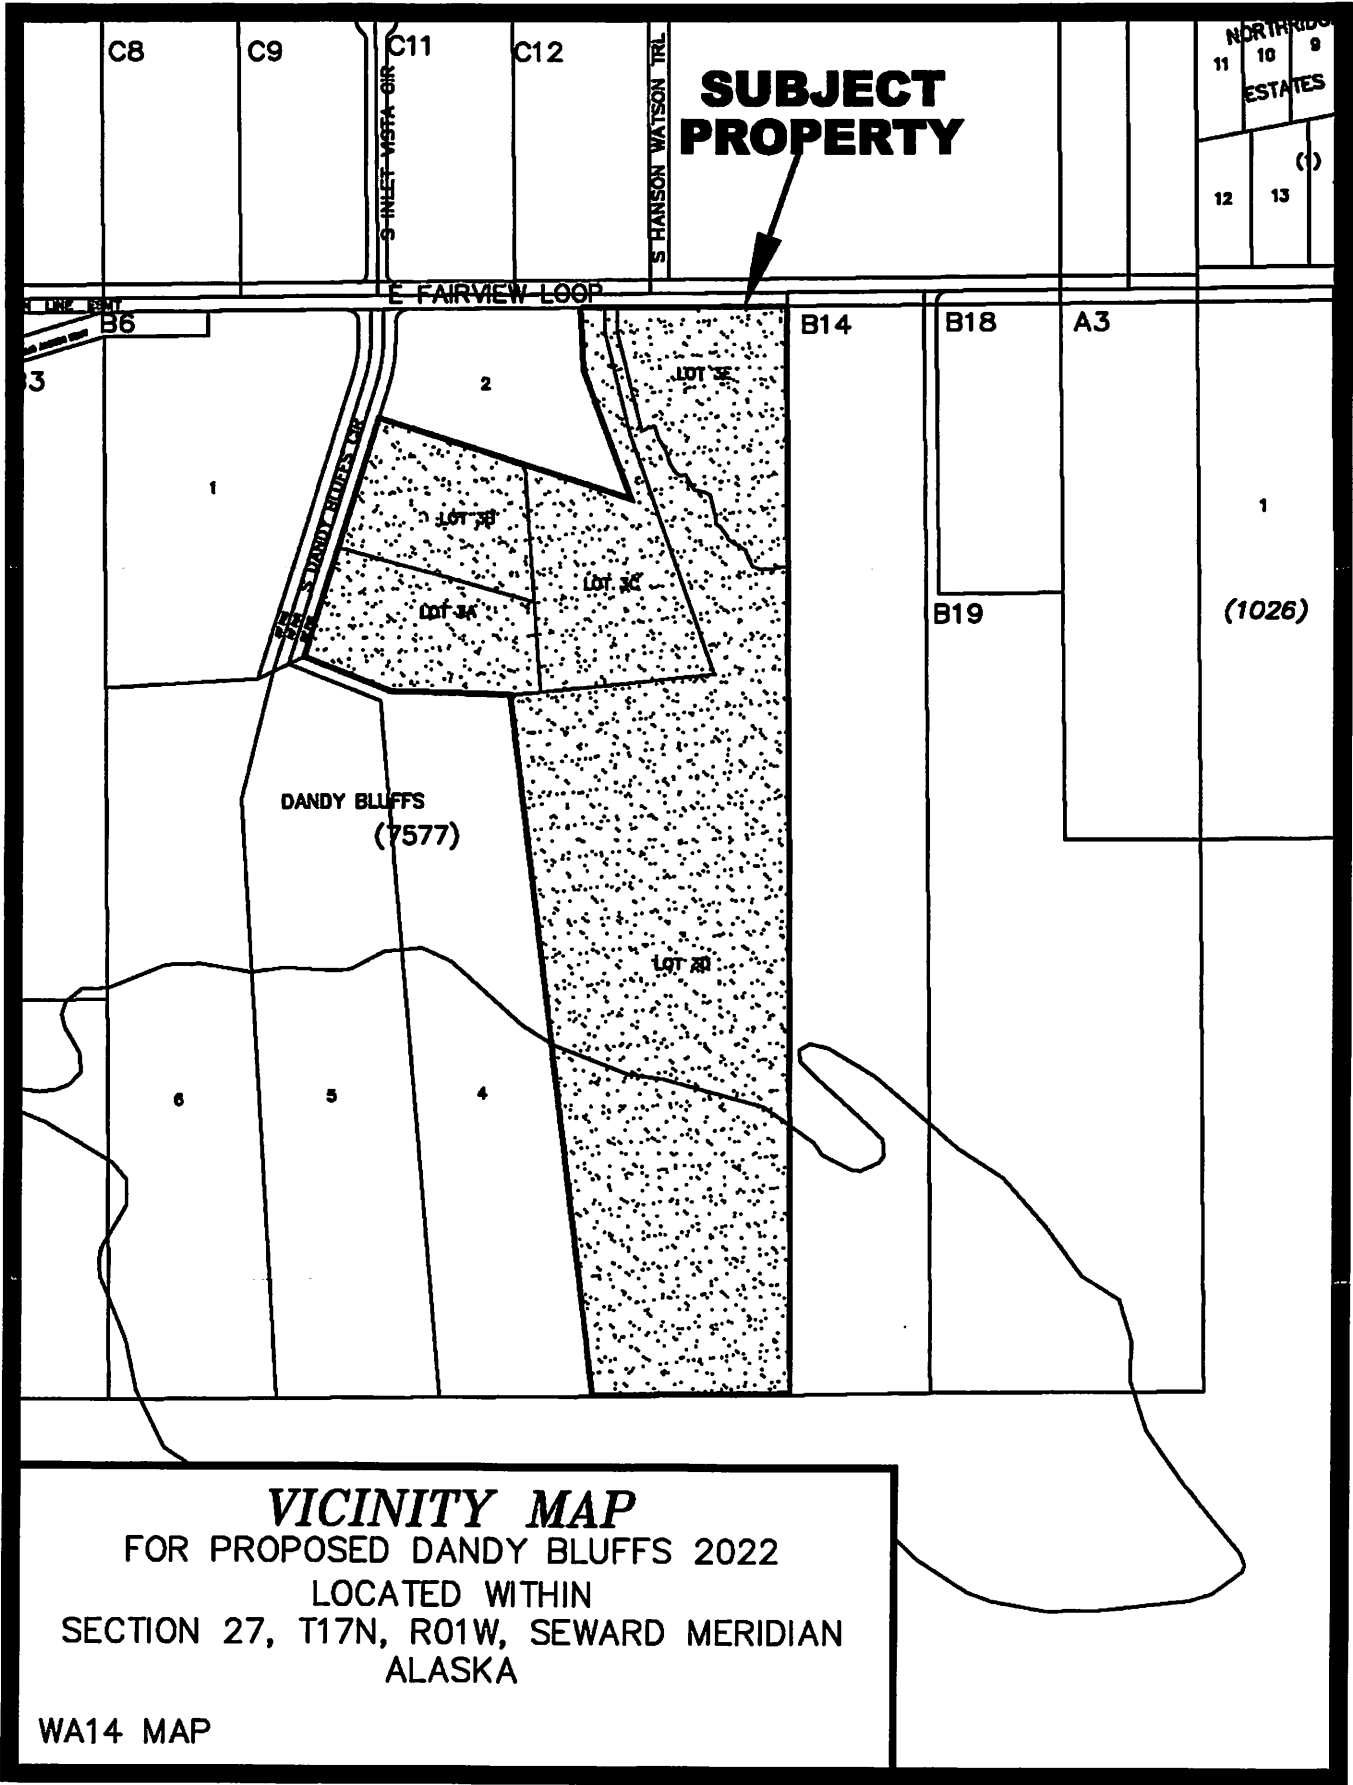 C8
C9
C11
C12
S INLET VISTA CIR
S HANSON WATSON TRL
SUBJECT
PROPERTY
11
10
9
ESTATES
(1)
12
13
E FAIRVIEW LOOP
LINE ESMT
B6
B14
B18
A3
2
LOT 3E
1
S DANDY BLUFFS CIR
LOT 3B
LOT 3C
LOT 3A
1
(1026)
B19
DANDY BLUFFS
(7577)
6
5
4
VICINITY MAP
FOR PROPOSED DANDY BLUFFS 2022
LOCATED WITHIN
SECTION 27, T17N, R01W, SEWARD MERIDIAN
ALASKA
WA14 MAP